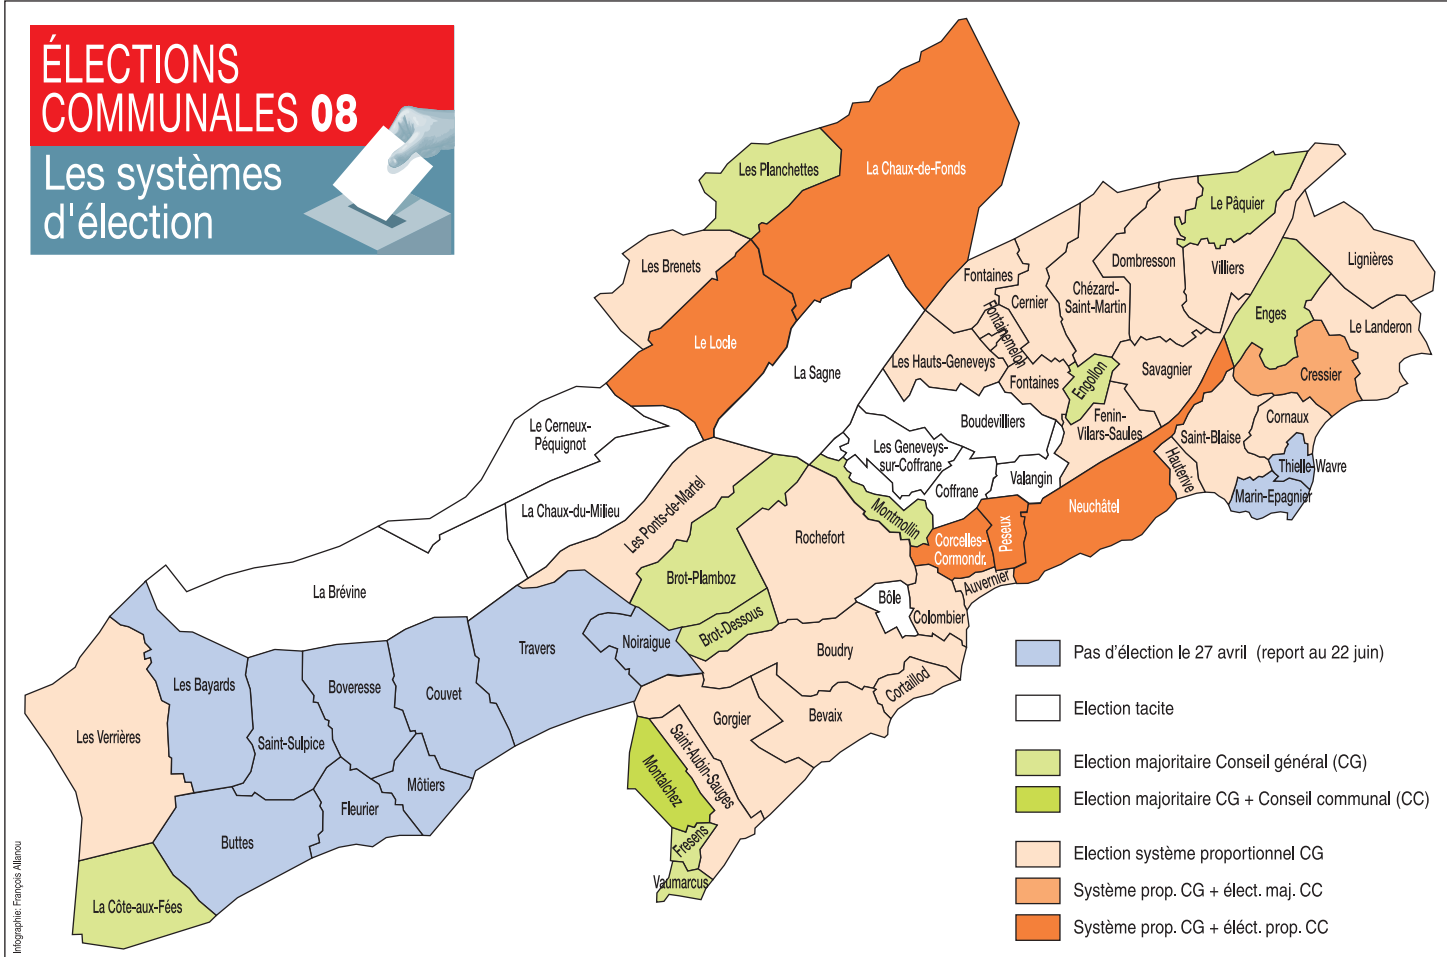 ÉLECTIONS
COMMUNALES 08
Les systèmes
d'élection
La Chaux-de-Fonds
Les Planchettes
Le Pâquier
Les Brenets
Fontaines
Dombresson
Villiers
Lignières
Cernier
Chézard-
Saint-Martin
Enges
Le Landeron
Fontainemelon
Le Locle
La Sagne
Les Hauts-Geneveys
Fontaines
Engollon
Savagnier
Cressier
Le Cerneux-
Péquignot
Boudevilliers
Fenin-
Vilars-Saules
Cornaux
Saint-Blaise
Les Geneveys-
sur-Coffrane
Hauterive
Thielle-Wavre
Coffrane
Valangin
Marin-Epagnier
La Chaux-du-Milieu
Les Ponts-de-Martel
Montmollin
Neuchâtel
Rochefort
Corcelles-
Cormondr.
Peseux
Brot-Plamboz
Auvernier
La Brévine
Bôle
Colombier
Brot-Dessous
Travers
Noiraigue
Boudry
Les Bayards
Boveresse
Couvet
Cortaillod
Gorgier
Bevaix
Les Verrières
Saint-Sulpice
Saint-Aubin-Sauges
Montalchez
Môtiers
Fleurier
Buttes
Fresens
Vaumarcus
La Côte-aux-Fées
Pas d'élection le 27 avril (report au 22 juin)
Election tacite
Election majoritaire Conseil général (CG)
Election majoritaire CG + Conseil communal (CC)
Election système proportionnel CG
Système prop. CG + élect. maj. CC
Système prop. CG + éléct. prop. CC
Infographie: François Allanou